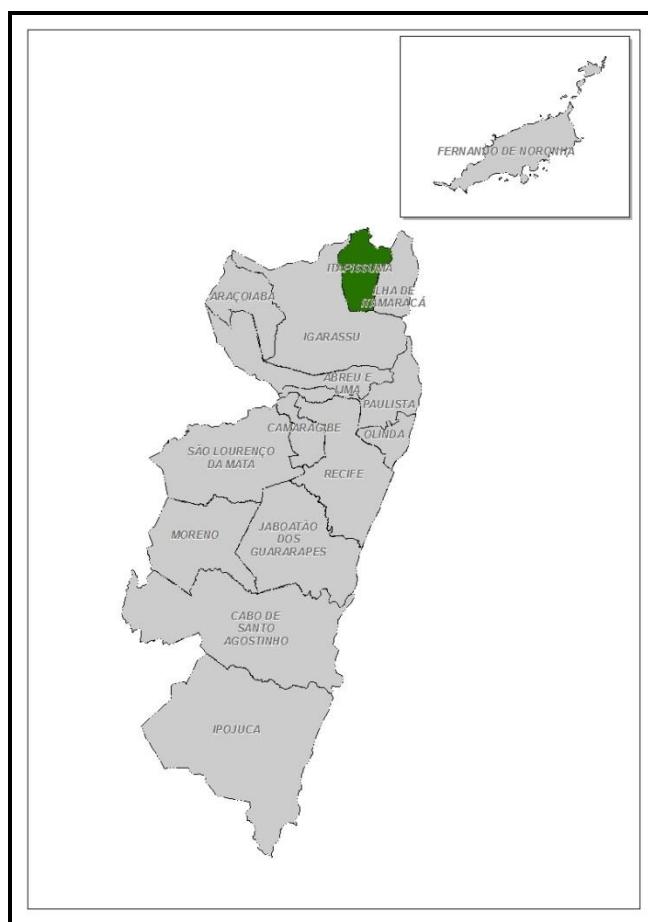 FERNANDO DE NORONHA
ITAPISSUMA
ILHA DE
ITAMARACÁ
ARAÇOIABA
IGARASSU
ABREU E
LIMA
PAULISTA
CAMARAGIBE
OLINDA
SÃO LOURENÇO
DA MATA
RECIFE
MORENO
JABOATÃO
DOS
GUARARAPES
CABO DE
SANTO
AGOSTINHO
IPOJUCA